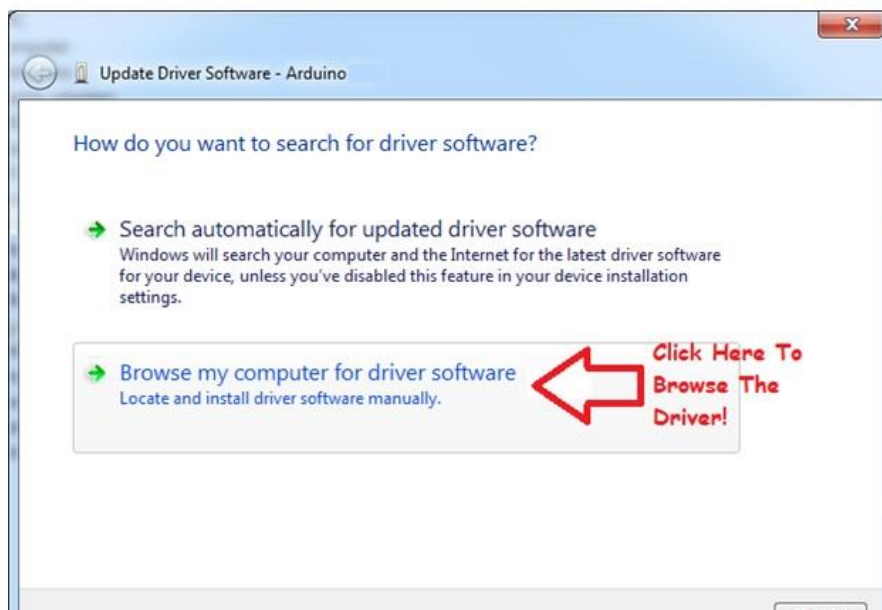 Update Driver Software - Arduino
How do you want to search for driver software?
Search automatically for updated driver software
Windows will search your computer and the Internet for the latest driver software
for your device, unless you've disabled this feature in your device installation
settings.
Browse my computer for driver software
Locate and install driver software manually.
Click Here To
Browse The
Driver!